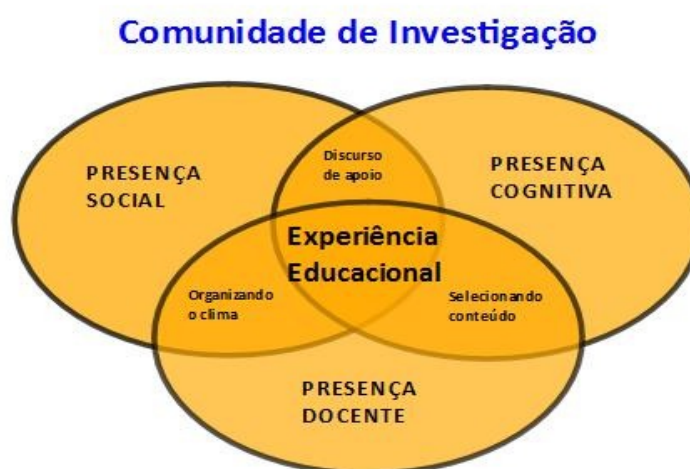 Comunidade de Investigação
PRESENÇA
SOCIAL
Discurso
de apoio
PRESENÇA
COGNITIVA
Experiência
Educacional
Organizando
o clima
Selecionando
conteúdo
PRESENÇA
DOCENTE